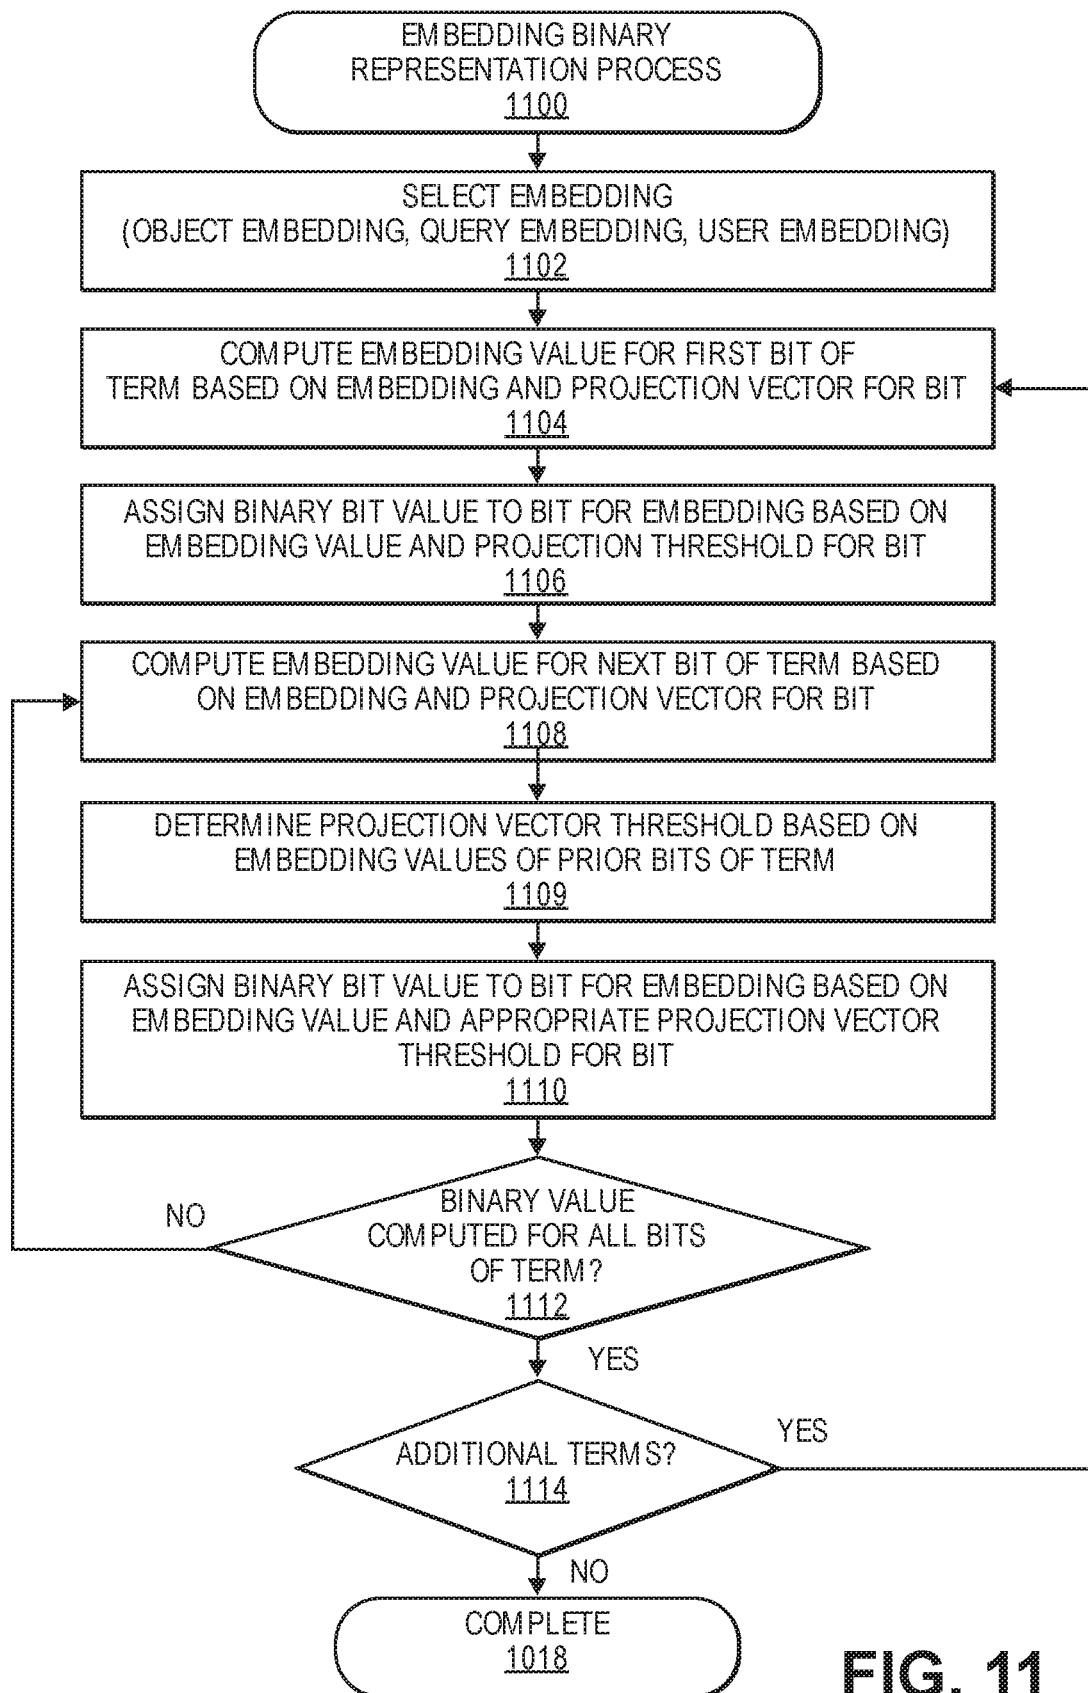 EMBEDDING BINARY
REPRESENTATION PROCESS
1100
SELECT EMBEDDING
(OBJECT EMBEDDING, QUERY EMBEDDING, USER EMBEDDING)
1102
COMPUTE EMBEDDING VALUE FOR FIRST BIT OF
TERM BASED ON EMBEDDING AND PROJECTION VECTOR FOR BIT
1104
ASSIGN BINARY BIT VALUE TO BIT FOR EMBEDDING BASED ON
EMBEDDING VALUE AND PROJECTION THRESHOLD FOR BIT
1106
COMPUTE EMBEDDING VALUE FOR NEXT BIT OF TERM BASED
ON EMBEDDING AND PROJECTION VECTOR FOR BIT
1108
DETERMINE PROJECTION VECTOR THRESHOLD BASED ON
EMBEDDING VALUES OF PRIOR BITS OF TERM
1109
ASSIGN BINARY BIT VALUE TO BIT FOR EMBEDDING BASED ON
EMBEDDING VALUE AND APPROPRIATE PROJECTION VECTOR
THRESHOLD FOR BIT
1110
NO
BINARY VALUE
COMPUTED FOR ALL BITS
OF TERM?
1112
YES
ADDITIONAL TERMS?
1114
YES
NO
COMPLETE
1018
FIG. 11